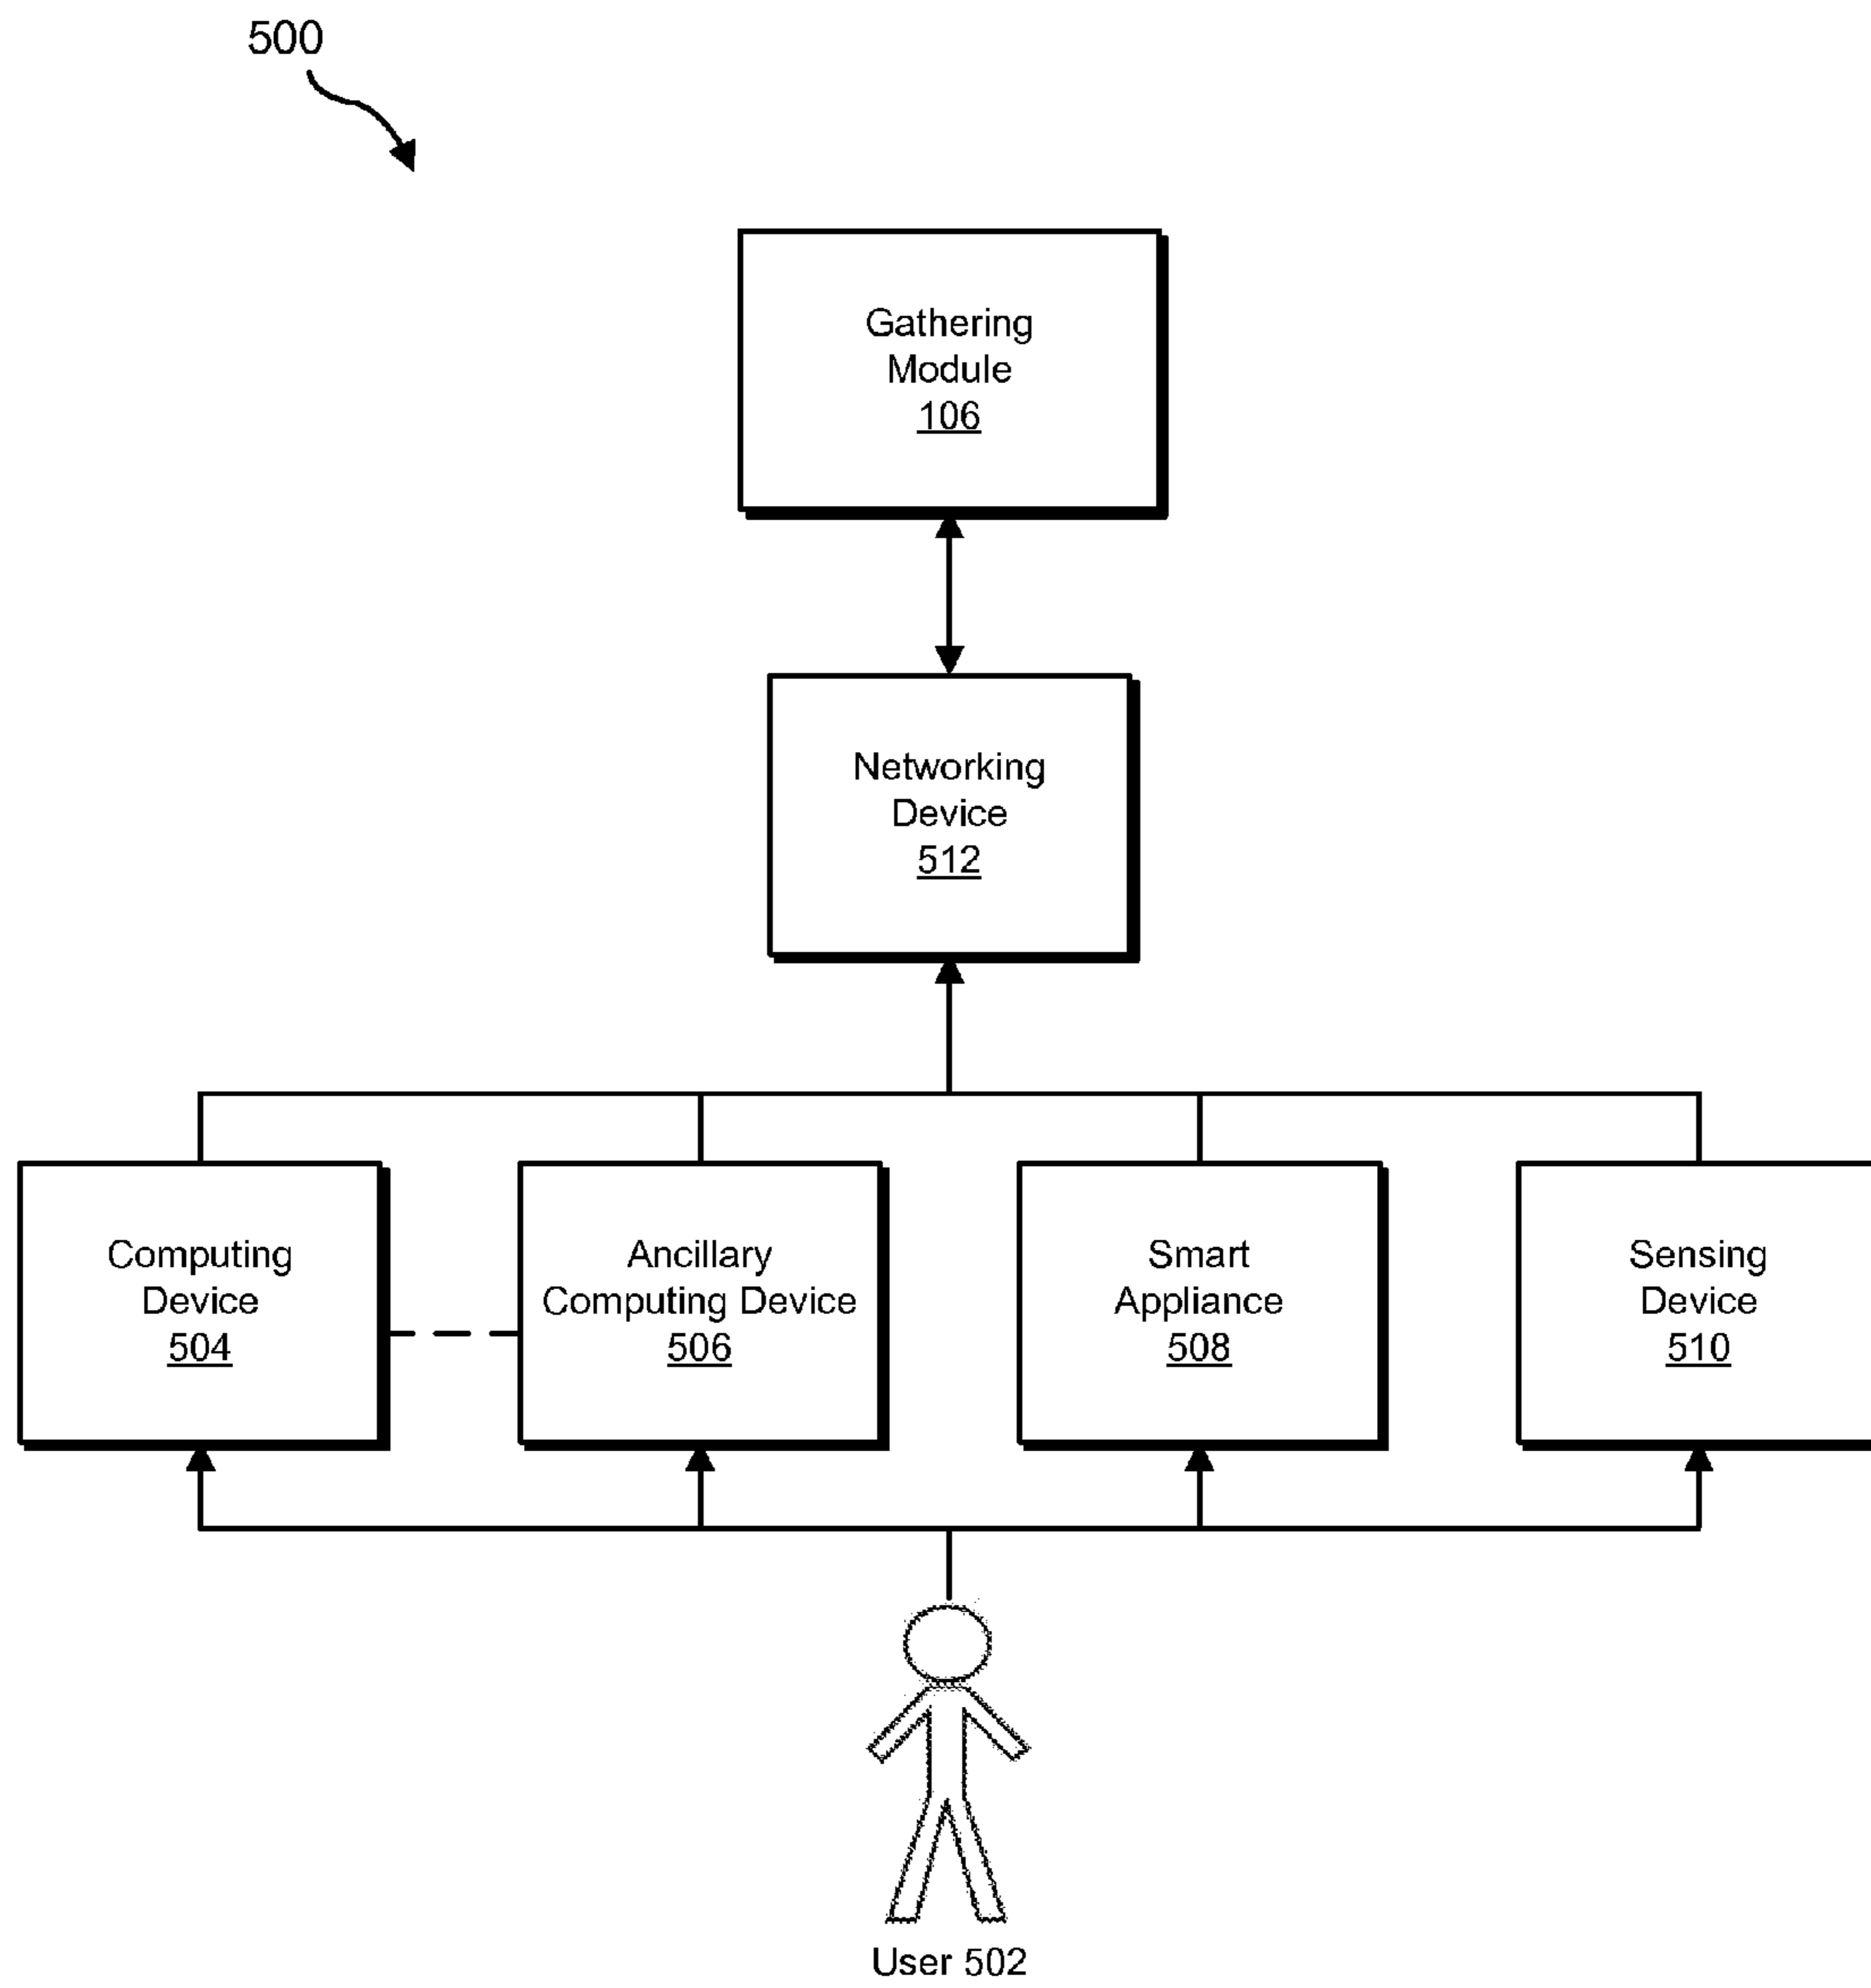 500
Gathering
Module
106
Networking
Device
512
Computing
Device
504
Ancillary
Computing Device
506
Smart
Appliance
508
Sensing
Device
510
User 502